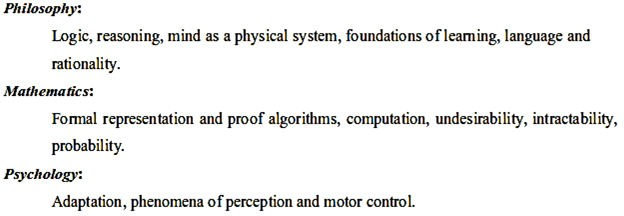 Philosophy:
Logic, reasoning, mind as a physical system, foundations of learning, language and
rationality.
Mathematics:
Formal representation and proof algorithms, computation, undesirability, intractability,
probability.
Psychology:
Adaptation, phenomena of perception and motor control.